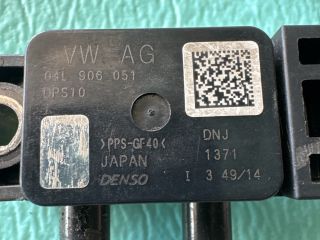 VW AG
04L 906 051
DPS10
>PPS-GF40<
JAPAN
DENSO
DNJ
1371
I 3 49/14